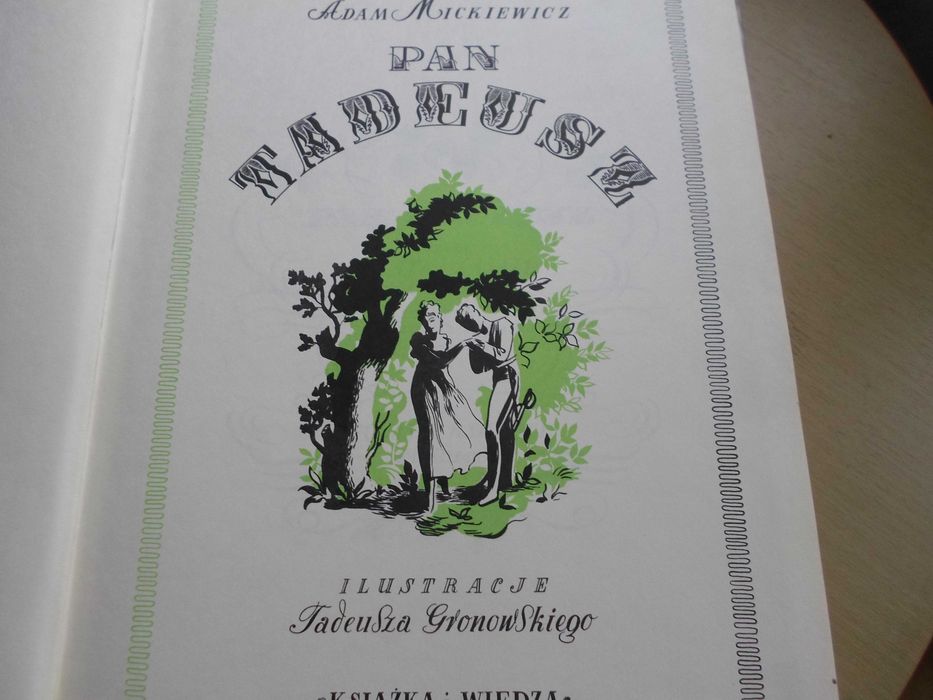 ADAM MICKIEWICZ
PAN
TADEUSZ
ILUSTRACJE
Tadeusza Gronowskiego
«KSIĄŻKA i WIEDZA»